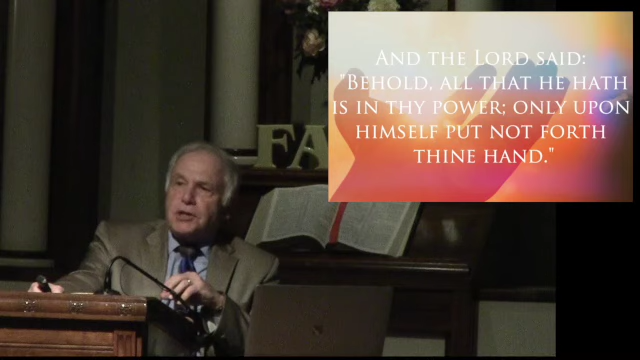 And the Lord said:
"Behold, all that he hath
is in thy power; only upon
himself put not forth
thine hand."
FA